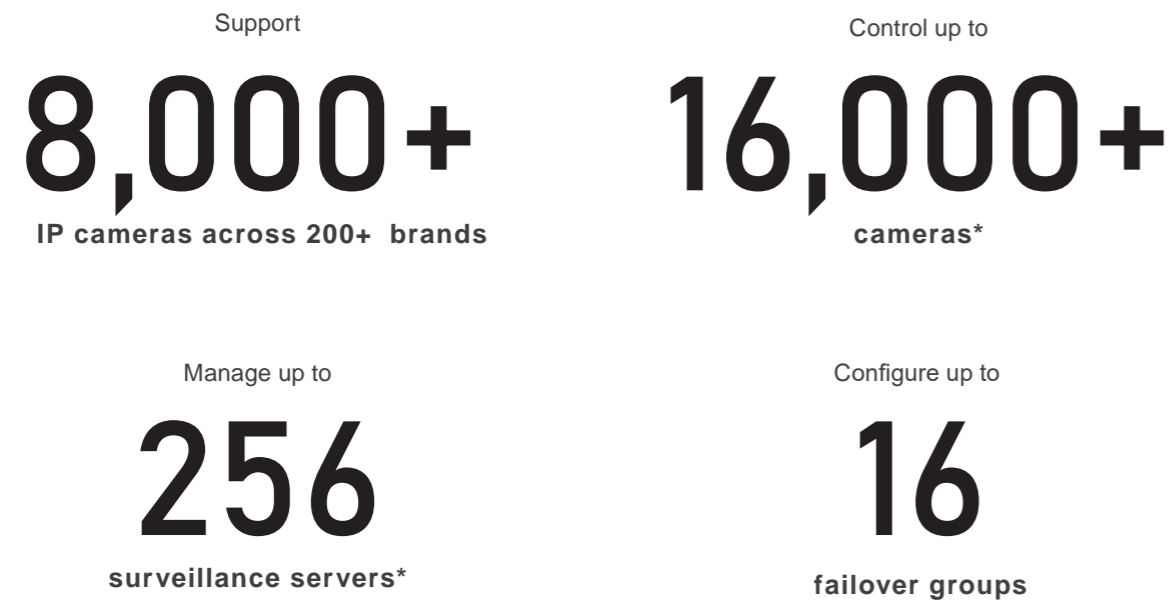 Support
8,000+
IP cameras across 200+ brands
Control up to
16,000+
cameras*
Manage up to
256
surveillance servers*
Configure up to
16
failover groups